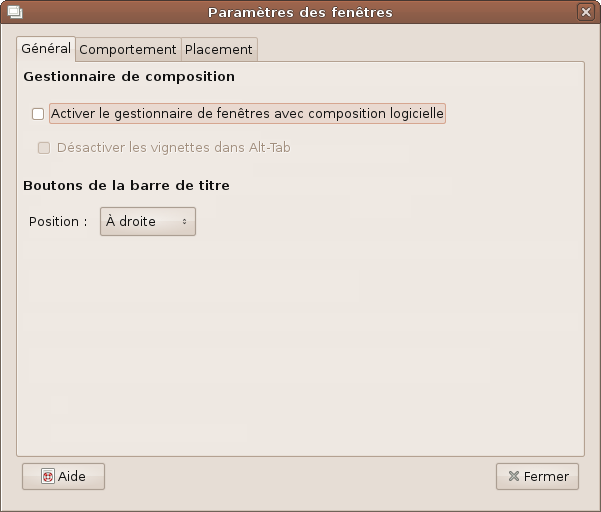 Paramètres des fenêtres
Général Comportement Placement
Gestionnaire de composition
Activer le gestionnaire de fenêtres avec composition logicielle
Désactiver les vignettes dans Alt-Tab
Boutons de la barre de titre
Position : À droite
Aide Fermer